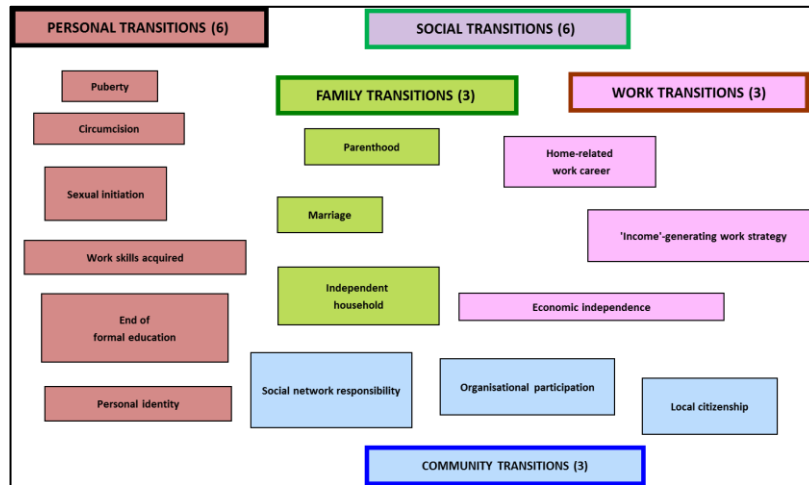 PERSONAL TRANSITIONS (6)
SOCIAL TRANSITIONS (6)
Puberty
FAMILY TRANSITIONS (3)
WORK TRANSITIONS (3)
Circumcision
Parenthood
Home-related
work career
Sexual initiation
Marriage
'Income'-generating work strategy
Work skills acquired
Independent
household
Economic independence
End of
formal education
Social network responsibility
Organisational participation
Personal identity
Local citizenship
COMMUNITY TRANSITIONS (3)